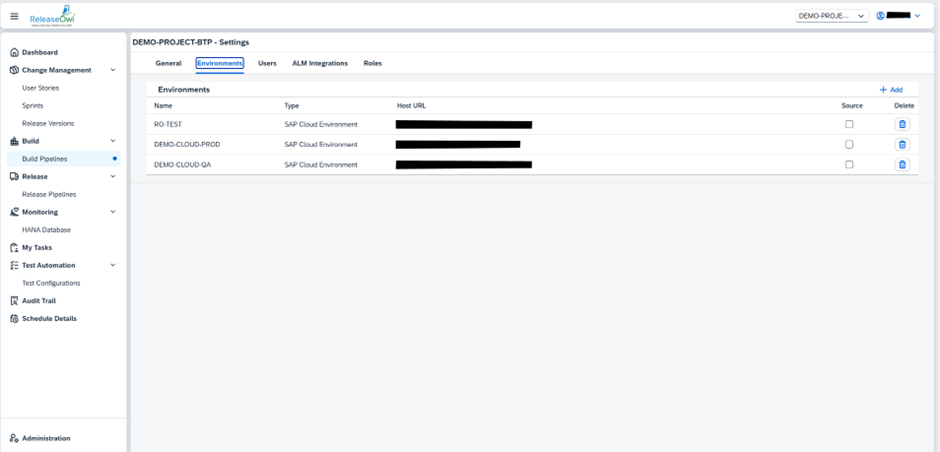 ReleaseOwl
DEMO-PROJE...
DEMO-PROJECT-BTP - Settings
General Environments Users ALM Integrations Roles
Dashboard
Change Management
User Stories
Sprints
Release Versions
Build
Build Pipelines
Release
Release Pipelines
Monitoring
HANA Database
My Tasks
Test Automation
Test Configurations
Audit Trail
Schedule Details
Administration
Environments
+ Add
Name Type Host URL Source Delete
RO-TEST SAP Cloud Environment
DEMO-CLOUD-PROD SAP Cloud Environment
DEMO-CLOUD-QA SAP Cloud Environment